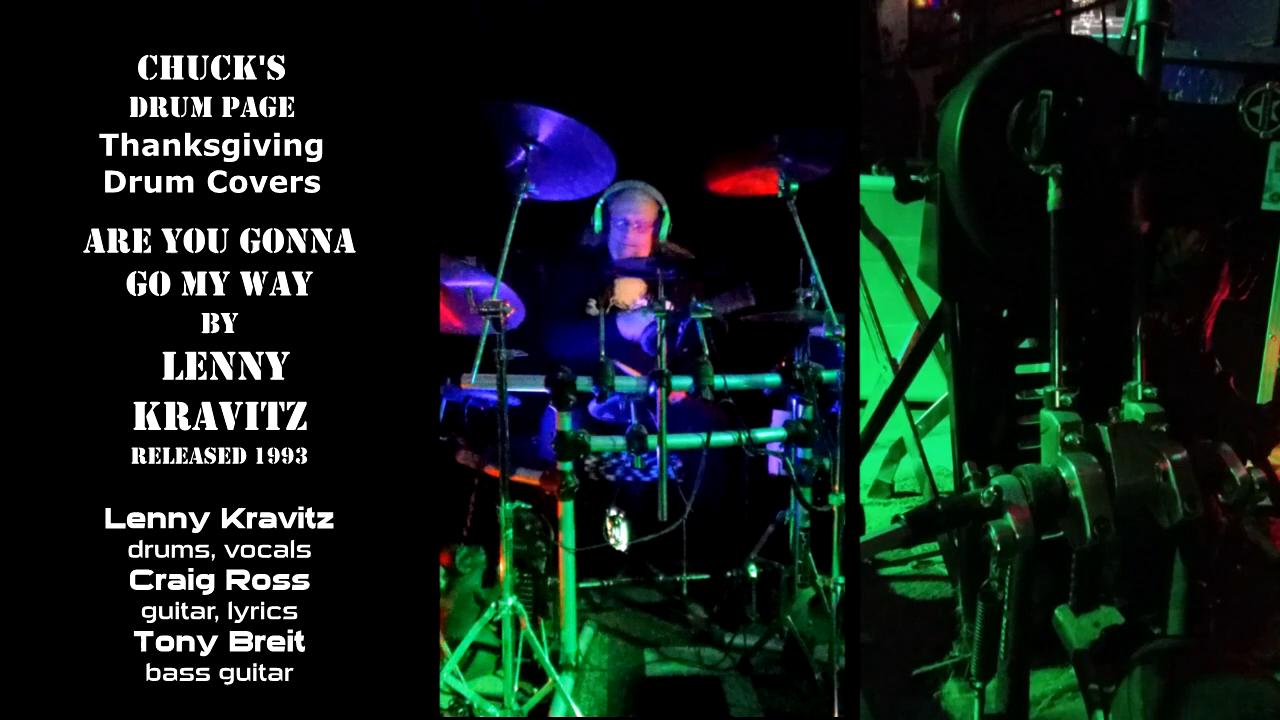 CHUCK'S
DRUM PAGE
Thanksgiving
Drum Covers
ARE YOU GONNA
GO MY WAY
BY
LENNY
KRAVITZ
RELEASED 1993
Lenny Kravitz
drums, vocals
Craig Ross
guitar, lyrics
Tony Breit
bass guitar